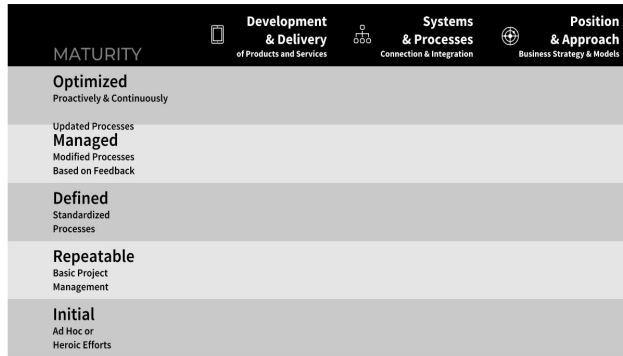 MATURITY
Development
& Delivery
of Products and Services
Systems
& Processes
Connection & Integration
Position
& Approach
Business Strategy & Models
Optimized
Proactively & Continuously
Updated Processes
Managed
Modified Processes
Based on Feedback
Defined
Standardized
Processes
Repeatable
Basic Project
Management
Initial
Ad Hoc or
Heroic Efforts